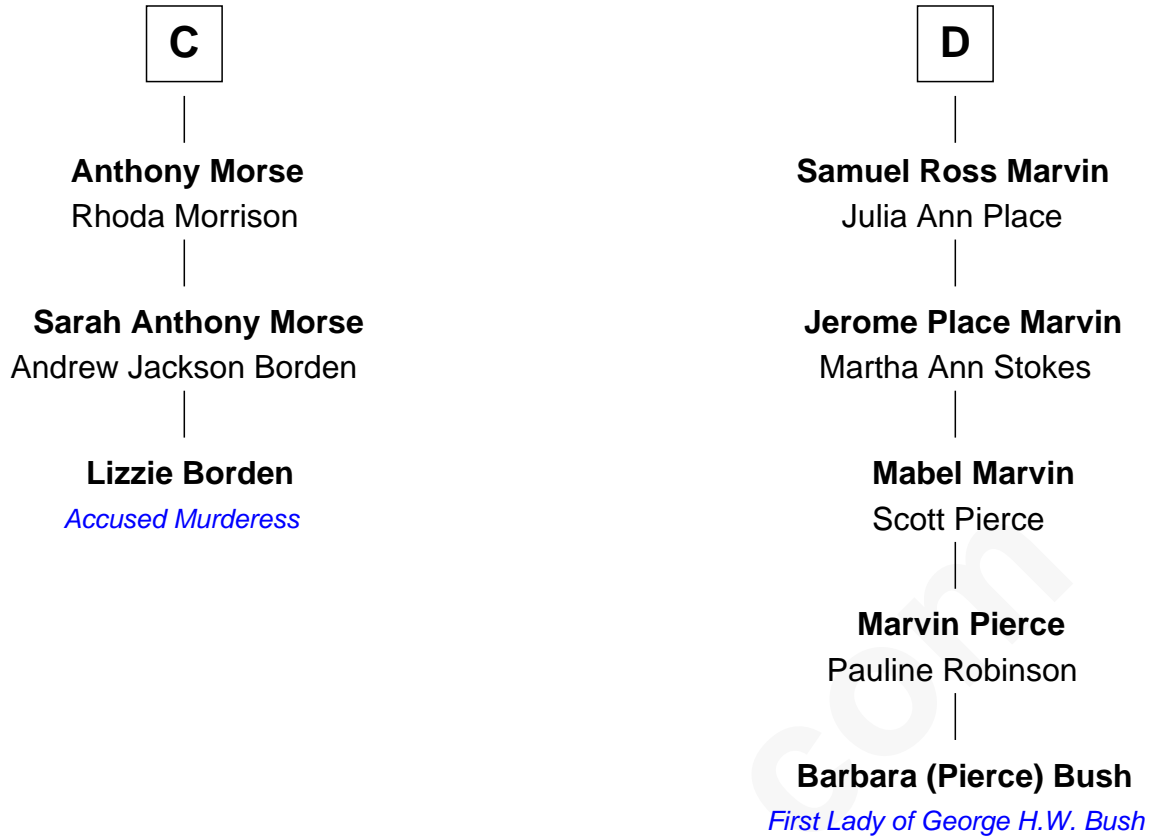 C
Anthony Morse
Rhoda Morrison
Sarah Anthony Morse
Andrew Jackson Borden
Lizzie Borden
Accused Murderess
D
Samuel Ross Marvin
Julia Ann Place
Jerome Place Marvin
Martha Ann Stokes
Mabel Marvin
Scott Pierce
Marvin Pierce
Pauline Robinson
Barbara (Pierce) Bush
First Lady of George H.W. Bush
com